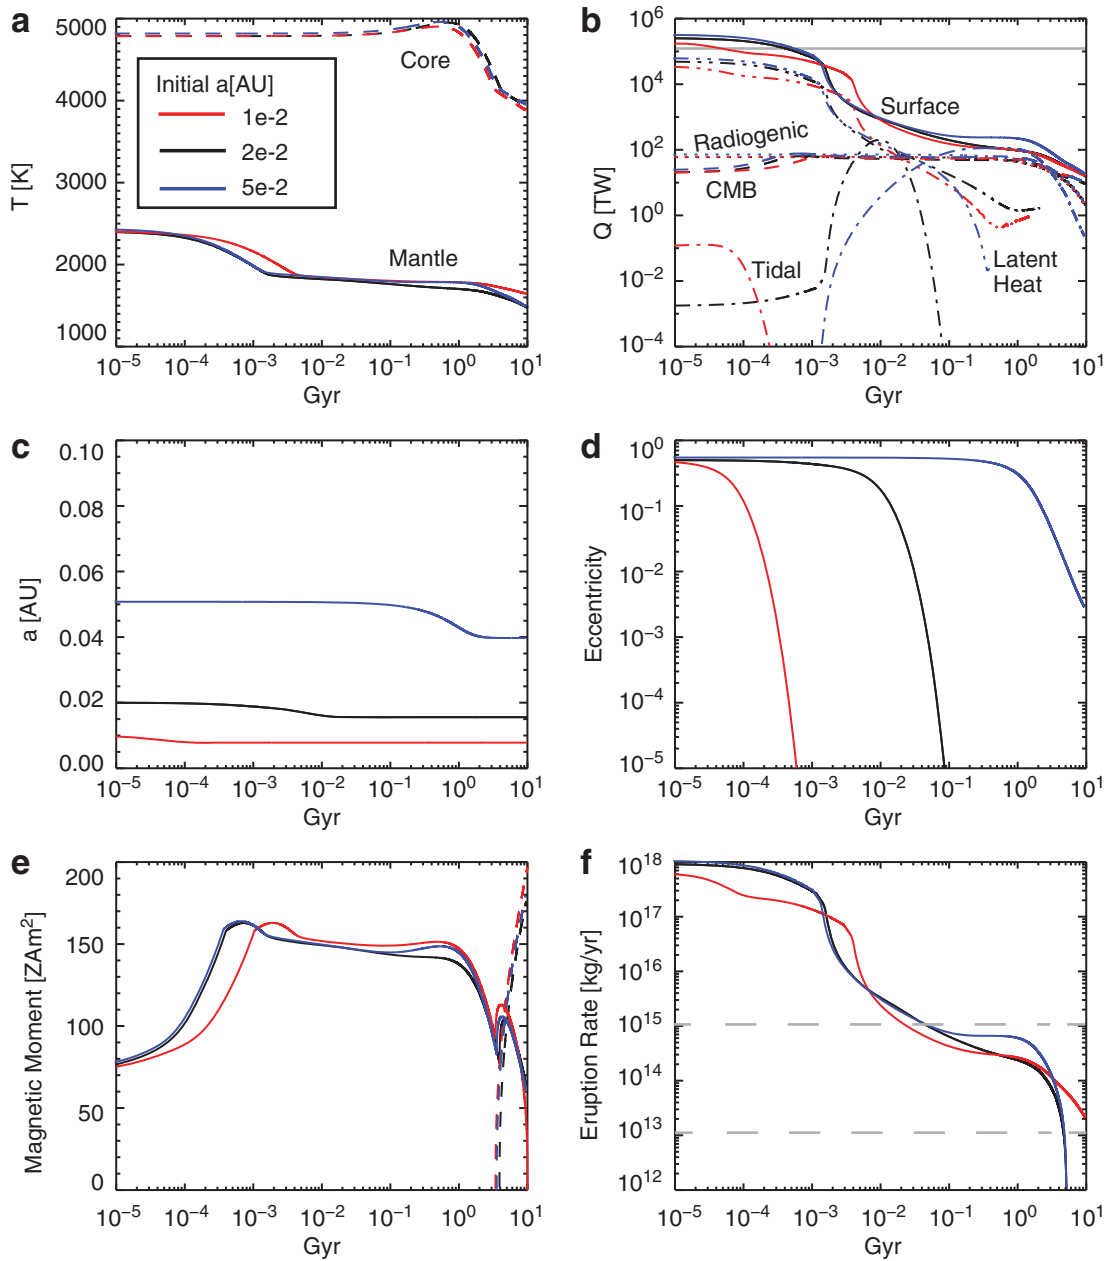 a
T [K]
5000
4000
3000
2000
1000
Core
Initial a[AU]
1e-2
2e-2
5e-2
Mantle
10⁻⁵ 10⁻⁴ 10⁻³ 10⁻² 10⁻¹ 10⁰ 10¹
Gyr
b
Q [TW]
10⁶
10⁴
10²
10⁰
10⁻²
10⁻⁴
Surface
Radiogenic
CMB
Tidal
Latent
Heat
10⁻⁵ 10⁻⁴ 10⁻³ 10⁻² 10⁻¹ 10⁰ 10¹
Gyr
c
a [AU]
0.10
0.08
0.06
0.04
0.02
0.00
10⁻⁵ 10⁻⁴ 10⁻³ 10⁻² 10⁻¹ 10⁰ 10¹
Gyr
d
Eccentricity
10⁰
10⁻¹
10⁻²
10⁻³
10⁻⁴
10⁻⁵
10⁻⁵ 10⁻⁴ 10⁻³ 10⁻² 10⁻¹ 10⁰ 10¹
Gyr
e
Magnetic Moment [ZAm²]
200
150
100
50
0
10⁻⁵ 10⁻⁴ 10⁻³ 10⁻² 10⁻¹ 10⁰ 10¹
Gyr
f
Eruption Rate [kg/yr]
10¹⁸
10¹⁷
10¹⁶
10¹⁵
10¹⁴
10¹³
10¹²
10⁻⁵ 10⁻⁴ 10⁻³ 10⁻² 10⁻¹ 10⁰ 10¹
Gyr